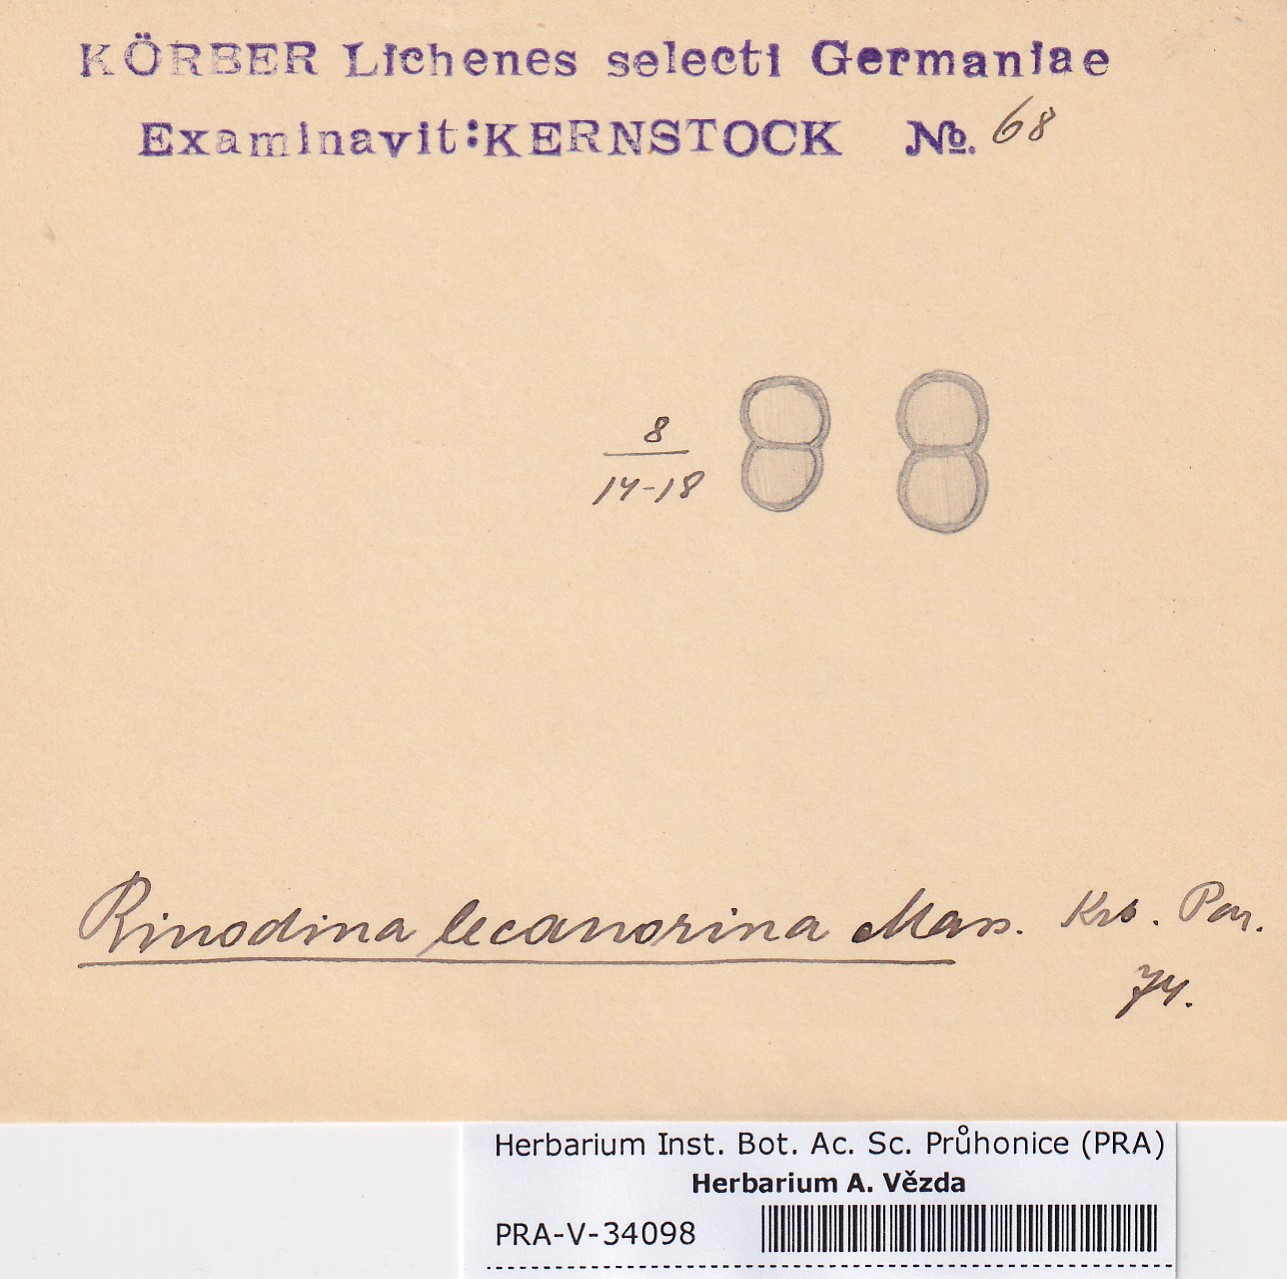 KÖRBER Lichenes selecti Germaniae
Examinavit: KERNSTOCK No. 68
8
14-18
Rinodina lecanorina Mass. Krb. Par.
74.
Herbarium Inst. Bot. Ac. Sc. Průhonice (PRA)
Herbarium A. Vězda
PRA-V-34098